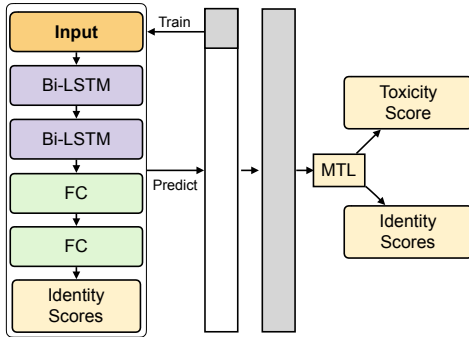 Input
Bi-LSTM
Bi-LSTM
FC
FC
Identity
Scores
Train
Predict
MTL
Toxicity
Score
Identity
Scores